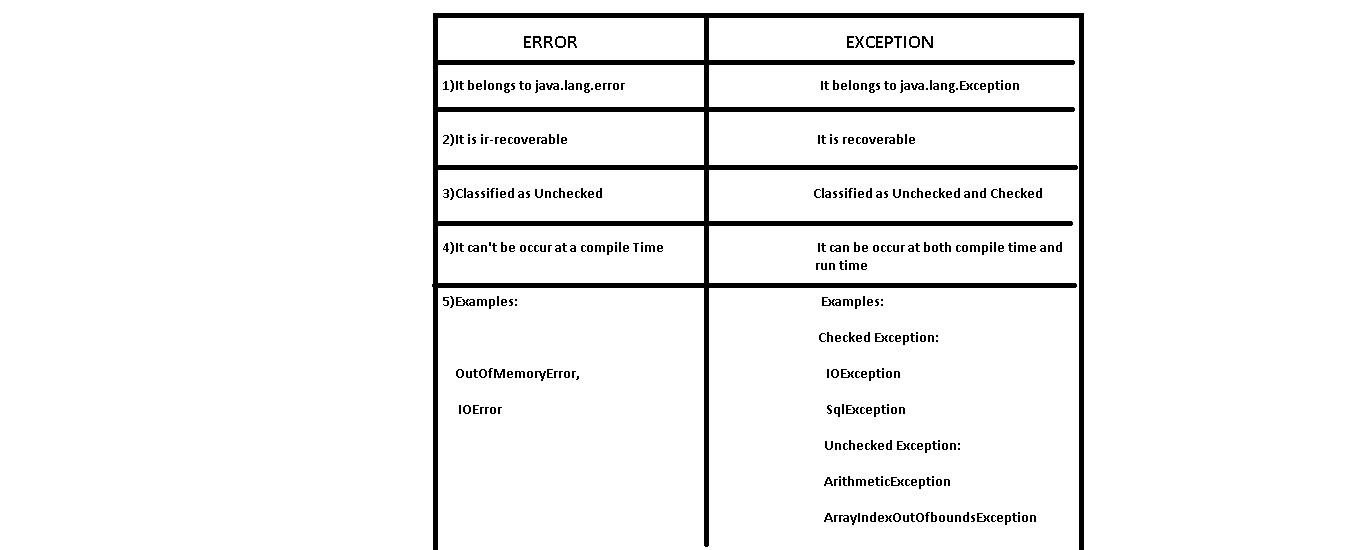 ERROR
EXCEPTION
1)It belongs to java.lang.error
It belongs to java.lang.Exception
2)It is ir-recoverable
It is recoverable
3)Classified as Unchecked
Classified as Unchecked and Checked
4)It can't be occur at a compile Time
It can be occur at both compile time and
run time
5)Examples:
OutOfMemoryError,
IOError
Examples:
Checked Exception:
IOException
SqlException
Unchecked Exception:
ArithmeticException
ArrayIndexOutOfboundsException